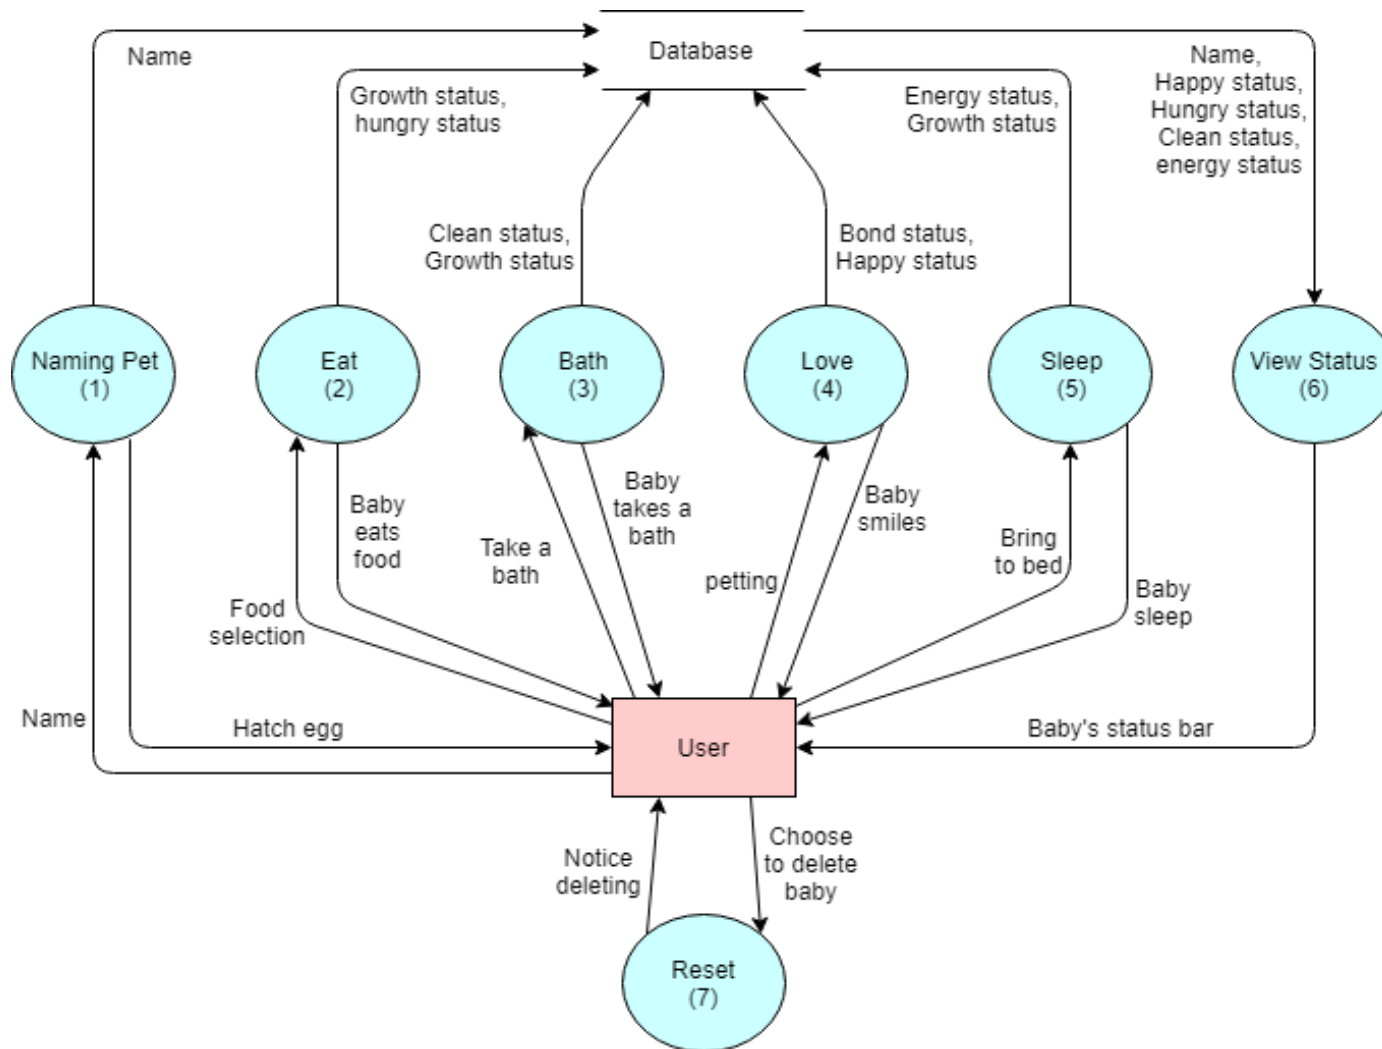 Database
Name
Growth status,
hungry status
Energy status,
Growth status
Name,
Happy status,
Hungry status,
Clean status,
energy status
Clean status,
Growth status
Bond status,
Happy status
Naming Pet
(1)
Eat
(2)
Bath
(3)
Love
(4)
Sleep
(5)
View Status
(6)
Baby
eats
food
Baby
takes a
bath
Baby
smiles
Take a
bath
petting
Bring
to bed
Food
selection
Baby
sleep
Name
Hatch egg
User
Baby's status bar
Notice
deleting
Choose
to delete
baby
Reset
(7)